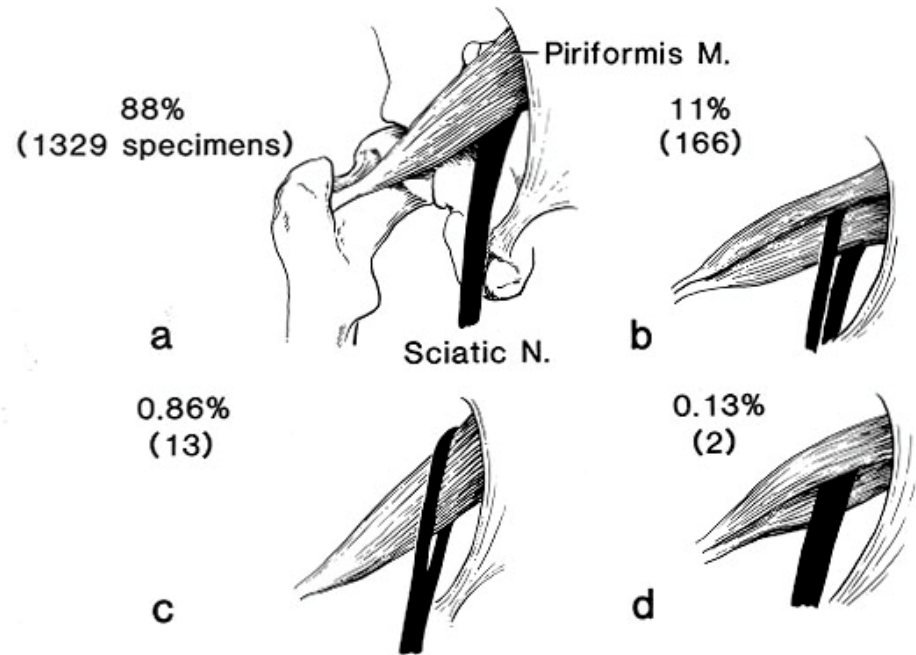 Piriformis M.
88%
(1329 specimens)
11%
(166)
a
Sciatic N.
b
0.86%
(13)
0.13%
(2)
c
d